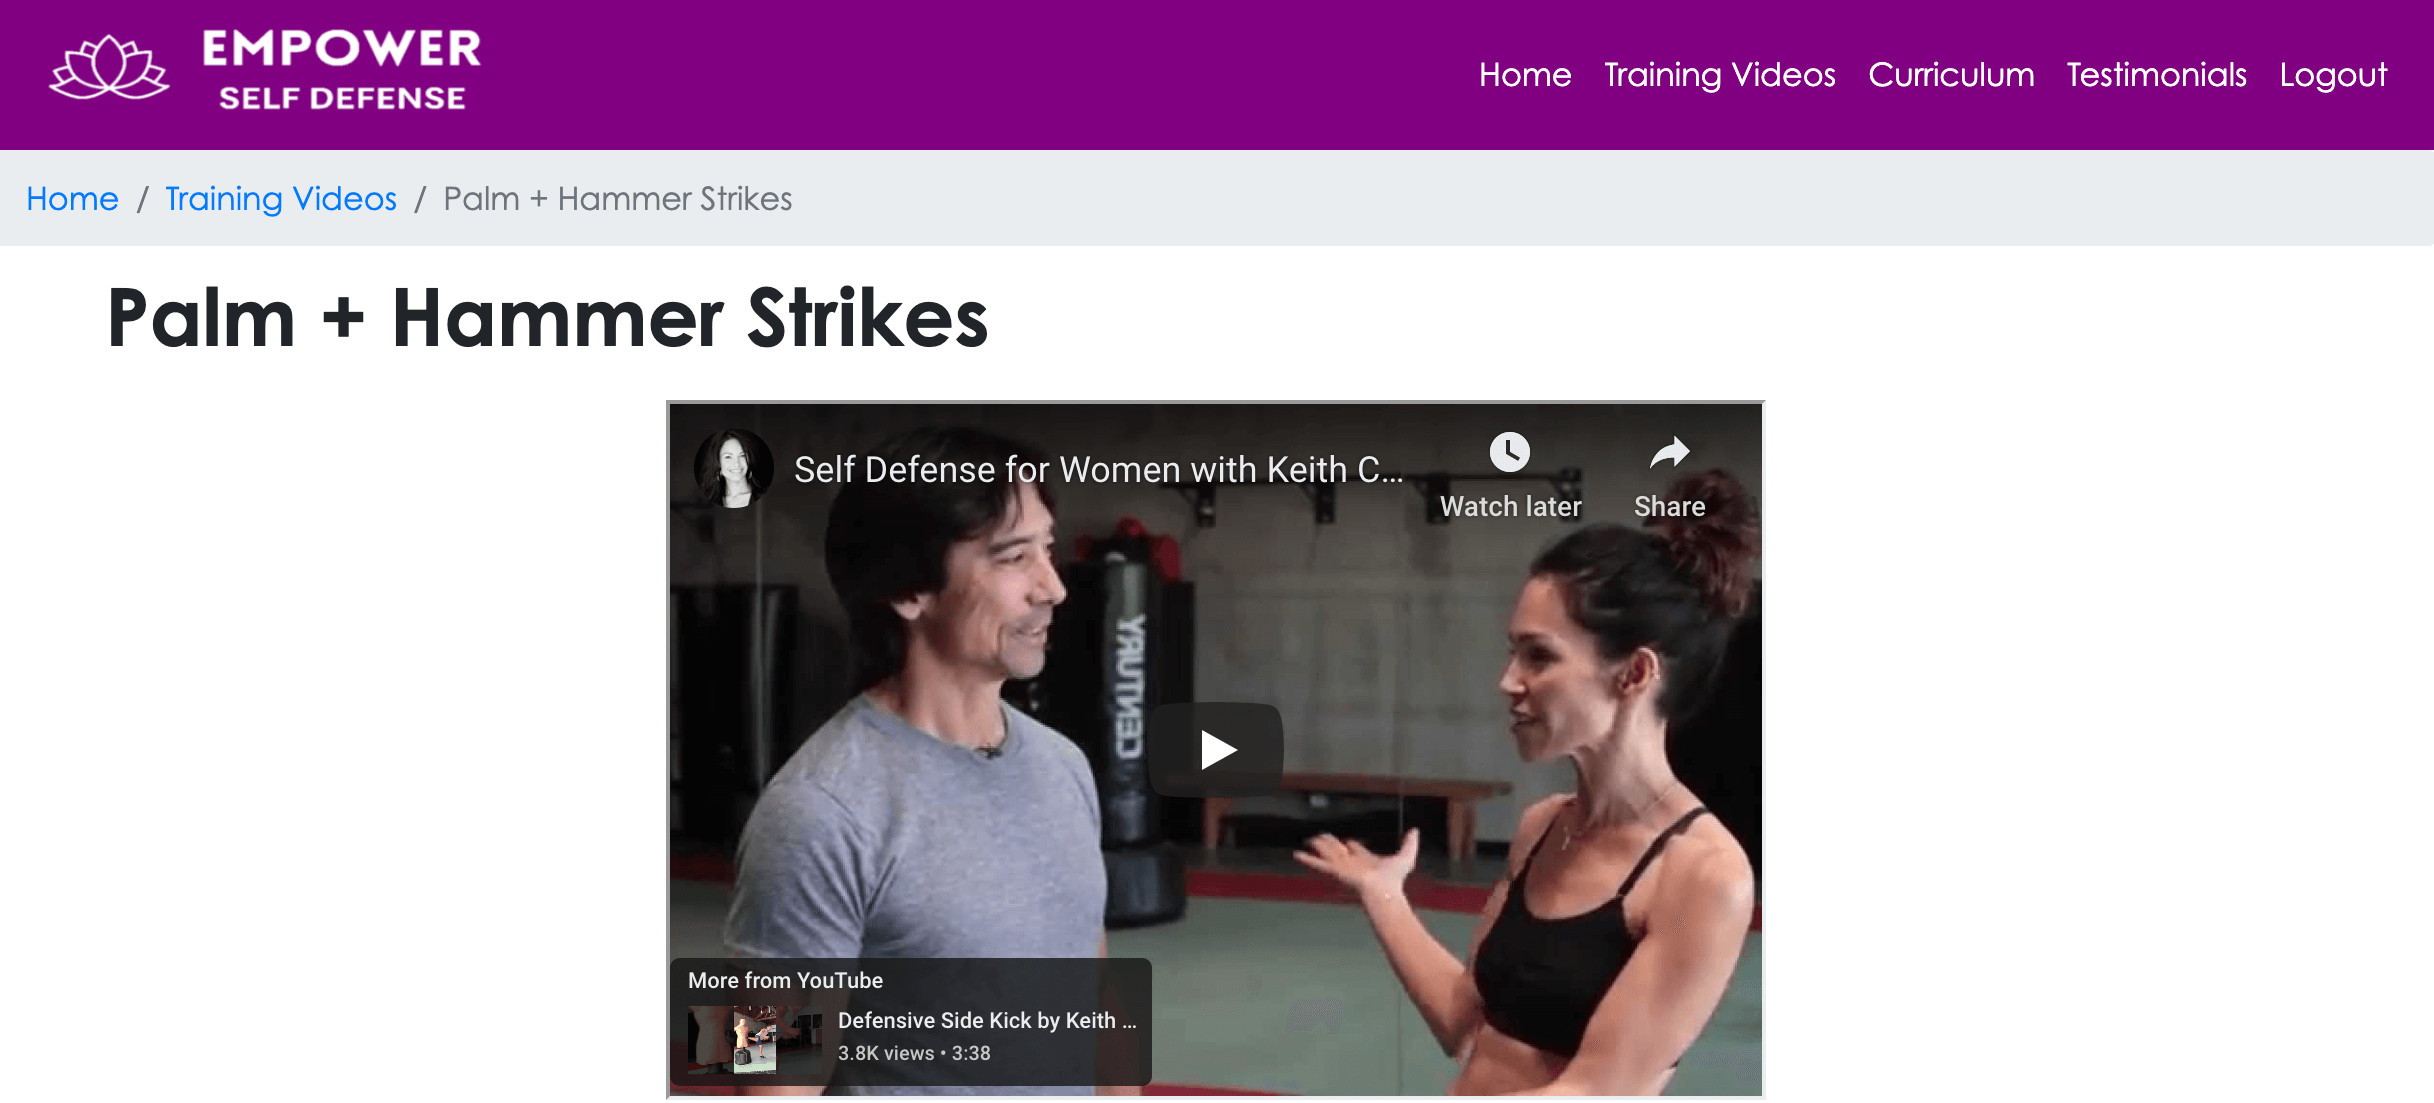 EMPOWER
SELF DEFENSE
Home Training Videos Curriculum Testimonials Logout
Home / Training Videos / Palm + Hammer Strikes
Palm + Hammer Strikes
Self Defense for Women with Keith C...
Watch later Share
CENTURY
More from YouTube
Defensive Side Kick by Keith ...
3.8K views • 3:38